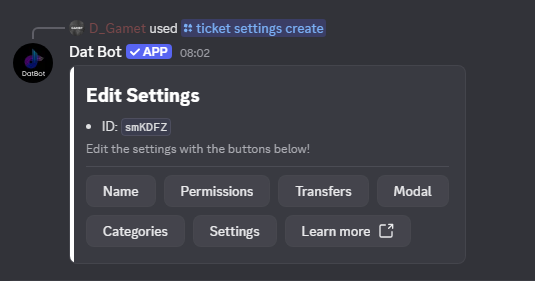 D_Gamet used ticket settings create
Dat Bot ✓ APP 08:02
DatBot
Edit Settings
• ID: smKDFZ
Edit the settings with the buttons below!
Name Permissions Transfers Modal
Categories Settings Learn more